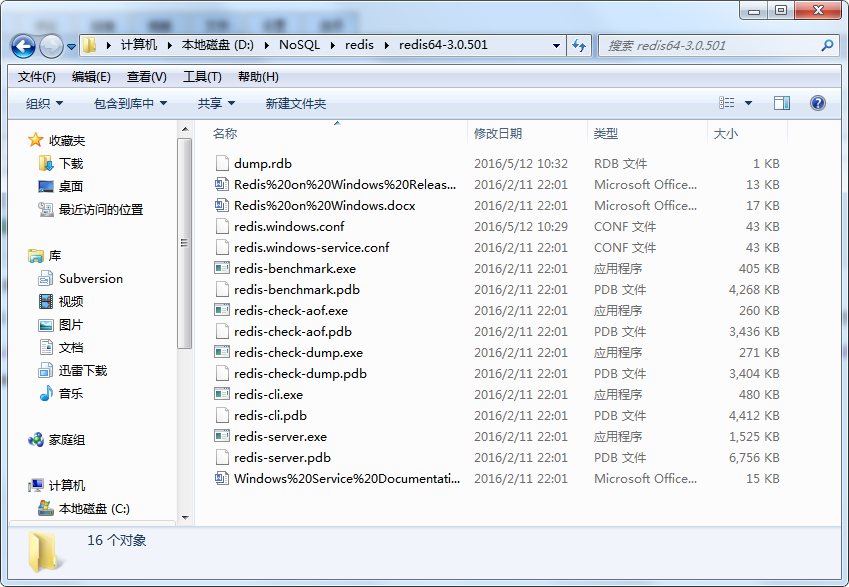 计算机 ▸ 本地磁盘 (D:) ▸ NoSQL ▸ redis ▸ redis64-3.0.501
搜索 redis64-3.0.501
文件(F) 编辑(E) 查看(V) 工具(T) 帮助(H)
组织 包含到库中 共享 新建文件夹
收藏夹
下载
桌面
最近访问的位置
库
Subversion
视频
图片
文档
迅雷下载
音乐
家庭组
计算机
本地磁盘 (C:)
名称 修改日期 类型 大小
dump.rdb 2016/5/12 10:32 RDB 文件 1 KB
Redis%20on%20Windows%20Releas... 2016/2/11 22:01 Microsoft Office... 13 KB
Redis%20on%20Windows.docx 2016/2/11 22:01 Microsoft Office... 17 KB
redis.windows.conf 2016/5/12 10:29 CONF 文件 43 KB
redis.windows-service.conf 2016/2/11 22:01 CONF 文件 43 KB
redis-benchmark.exe 2016/2/11 22:01 应用程序 405 KB
redis-benchmark.pdb 2016/2/11 22:01 PDB 文件 4,268 KB
redis-check-aof.exe 2016/2/11 22:01 应用程序 260 KB
redis-check-aof.pdb 2016/2/11 22:01 PDB 文件 3,436 KB
redis-check-dump.exe 2016/2/11 22:01 应用程序 271 KB
redis-check-dump.pdb 2016/2/11 22:01 PDB 文件 3,404 KB
redis-cli.exe 2016/2/11 22:01 应用程序 480 KB
redis-cli.pdb 2016/2/11 22:01 PDB 文件 4,412 KB
redis-server.exe 2016/2/11 22:01 应用程序 1,525 KB
redis-server.pdb 2016/2/11 22:01 PDB 文件 6,756 KB
Windows%20Service%20Documentati... 2016/2/11 22:01 Microsoft Office... 15 KB
16 个对象